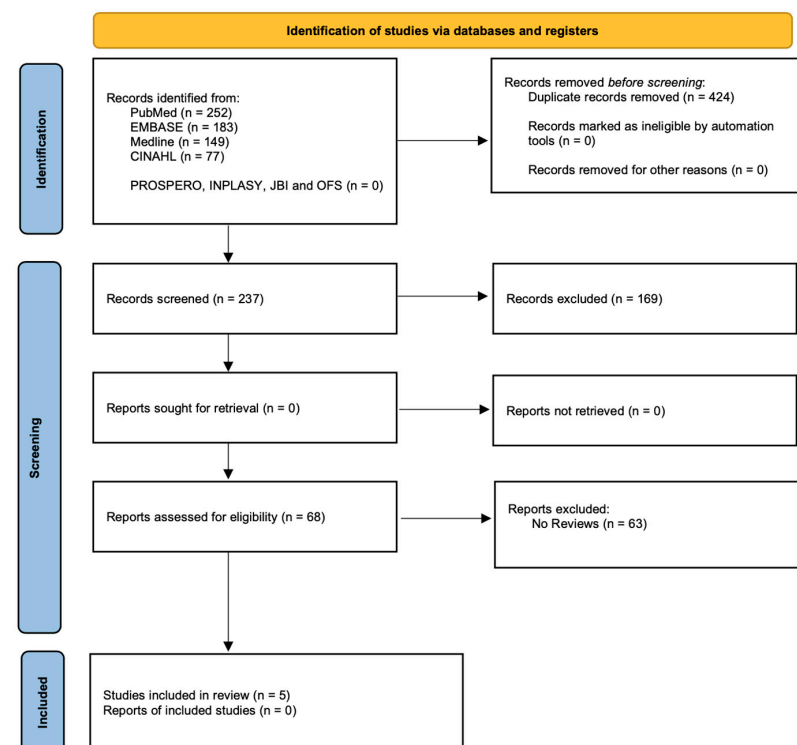 Identification of studies via databases and registers
Identification
Records identified from:
PubMed (n = 252)
EMBASE (n = 183)
Medline (n = 149)
CINAHL (n = 77)
PROSPERO, INPLASY, JBI and OFS (n = 0)
Records removed before screening:
Duplicate records removed (n = 424)
Records marked as ineligible by automation
tools (n = 0)
Records removed for other reasons (n = 0)
Screening
Records screened (n = 237)
Records excluded (n = 169)
Reports sought for retrieval (n = 0)
Reports not retrieved (n = 0)
Reports assessed for eligibility (n = 68)
Reports excluded:
No Reviews (n = 63)
Included
Studies included in review (n = 5)
Reports of included studies (n = 0)